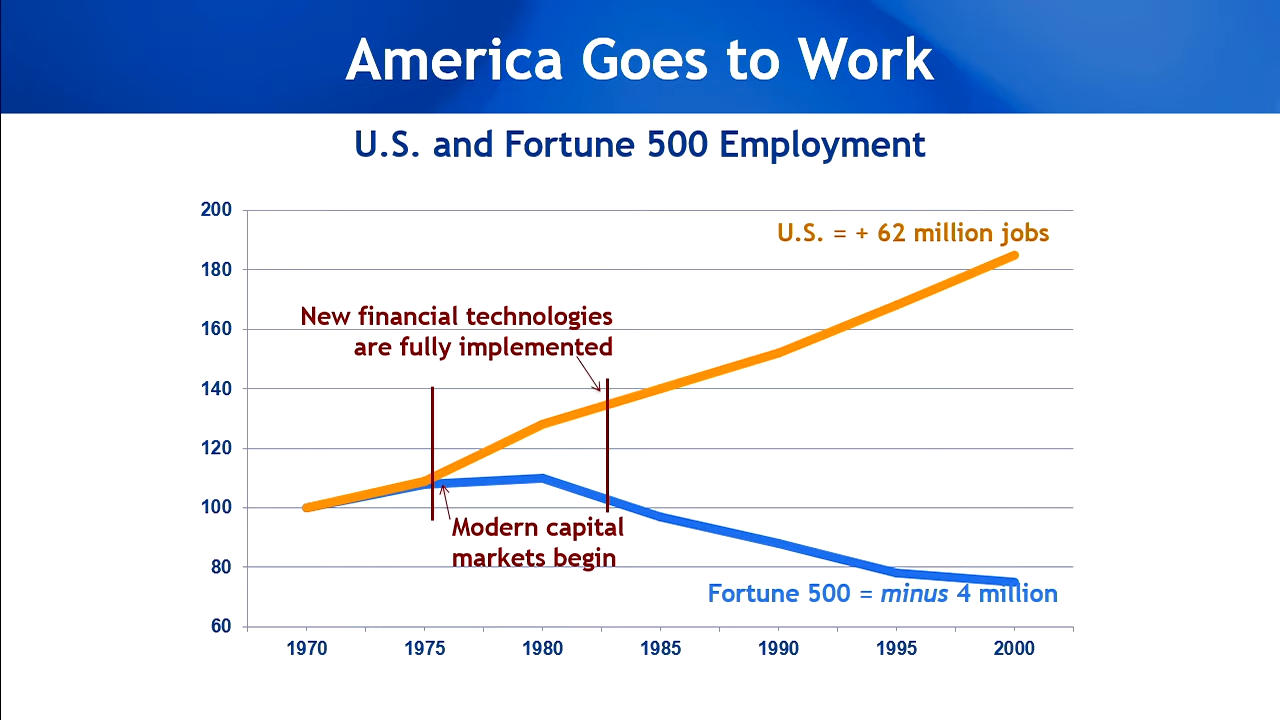 America Goes to Work
U.S. and Fortune 500 Employment
200
180
160
140
120
100
80
60
U.S. = + 62 million jobs
New financial technologies
are fully implemented
Modern capital
markets begin
Fortune 500 = minus 4 million
1970 1975 1980 1985 1990 1995 2000